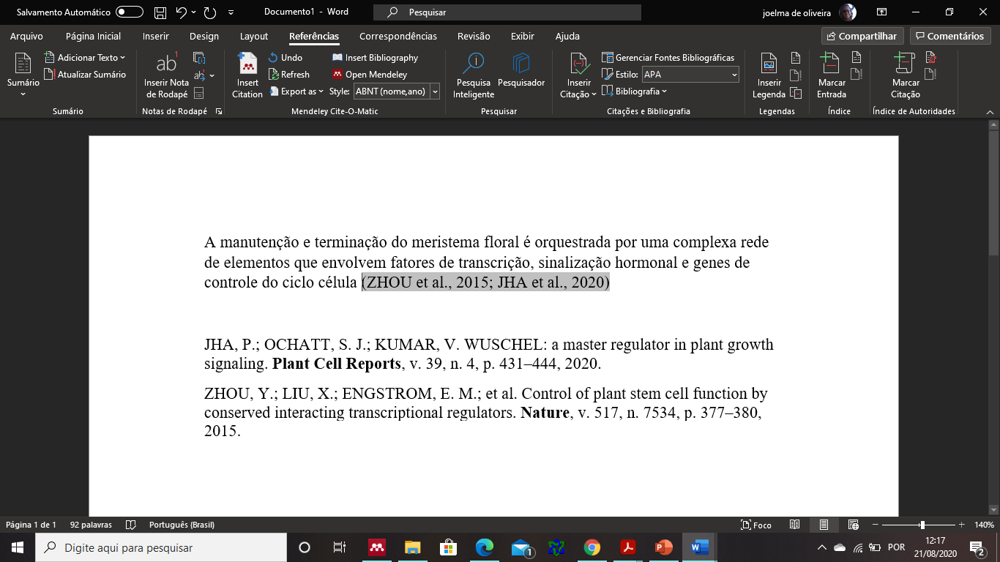 Salvamento Automático
Documento1 - Word
Pesquisar
joelma de oliveira
Arquivo Página Inicial Inserir Design Layout Referências Correspondências Revisão Exibir Ajuda Compartilhar Comentários
Sumário
Adicionar Texto
Atualizar Sumário
Sumário
ab
Inserir Nota de Rodapé
ab
Notas de Rodapé
Insert Citation
Undo
Refresh
Export as
Insert Bibliography
Open Mendeley
Style: ABNT (nome,ano)
Mendeley Cite-O-Matic
Pesquisa Inteligente
Pesquisador
Pesquisar
Inserir Citação
Gerenciar Fontes Bibliográficas
Estilo: APA
Bibliografia
Citações e Bibliografia
Inserir Legenda
Legendas
Marcar Entrada
Índice
Marcar Citação
Índice de Autoridades
A manutenção e terminação do meristema floral é orquestrada por uma complexa rede
de elementos que envolvem fatores de transcrição, sinalização hormonal e genes de
controle do ciclo célula (ZHOU et al., 2015; JHA et al., 2020)
JHA, P.; OCHATT, S. J.; KUMAR, V. WUSCHEL: a master regulator in plant growth
signaling. Plant Cell Reports, v. 39, n. 4, p. 431–444, 2020.
ZHOU, Y.; LIU, X.; ENGSTROM, E. M.; et al. Control of plant stem cell function by
conserved interacting transcriptional regulators. Nature, v. 517, n. 7534, p. 377–380,
2015.
Página 1 de 1 92 palavras Português (Brasil) Foco 140%
Digite aqui para pesquisar
1
POR
12:17
21/08/2020
2